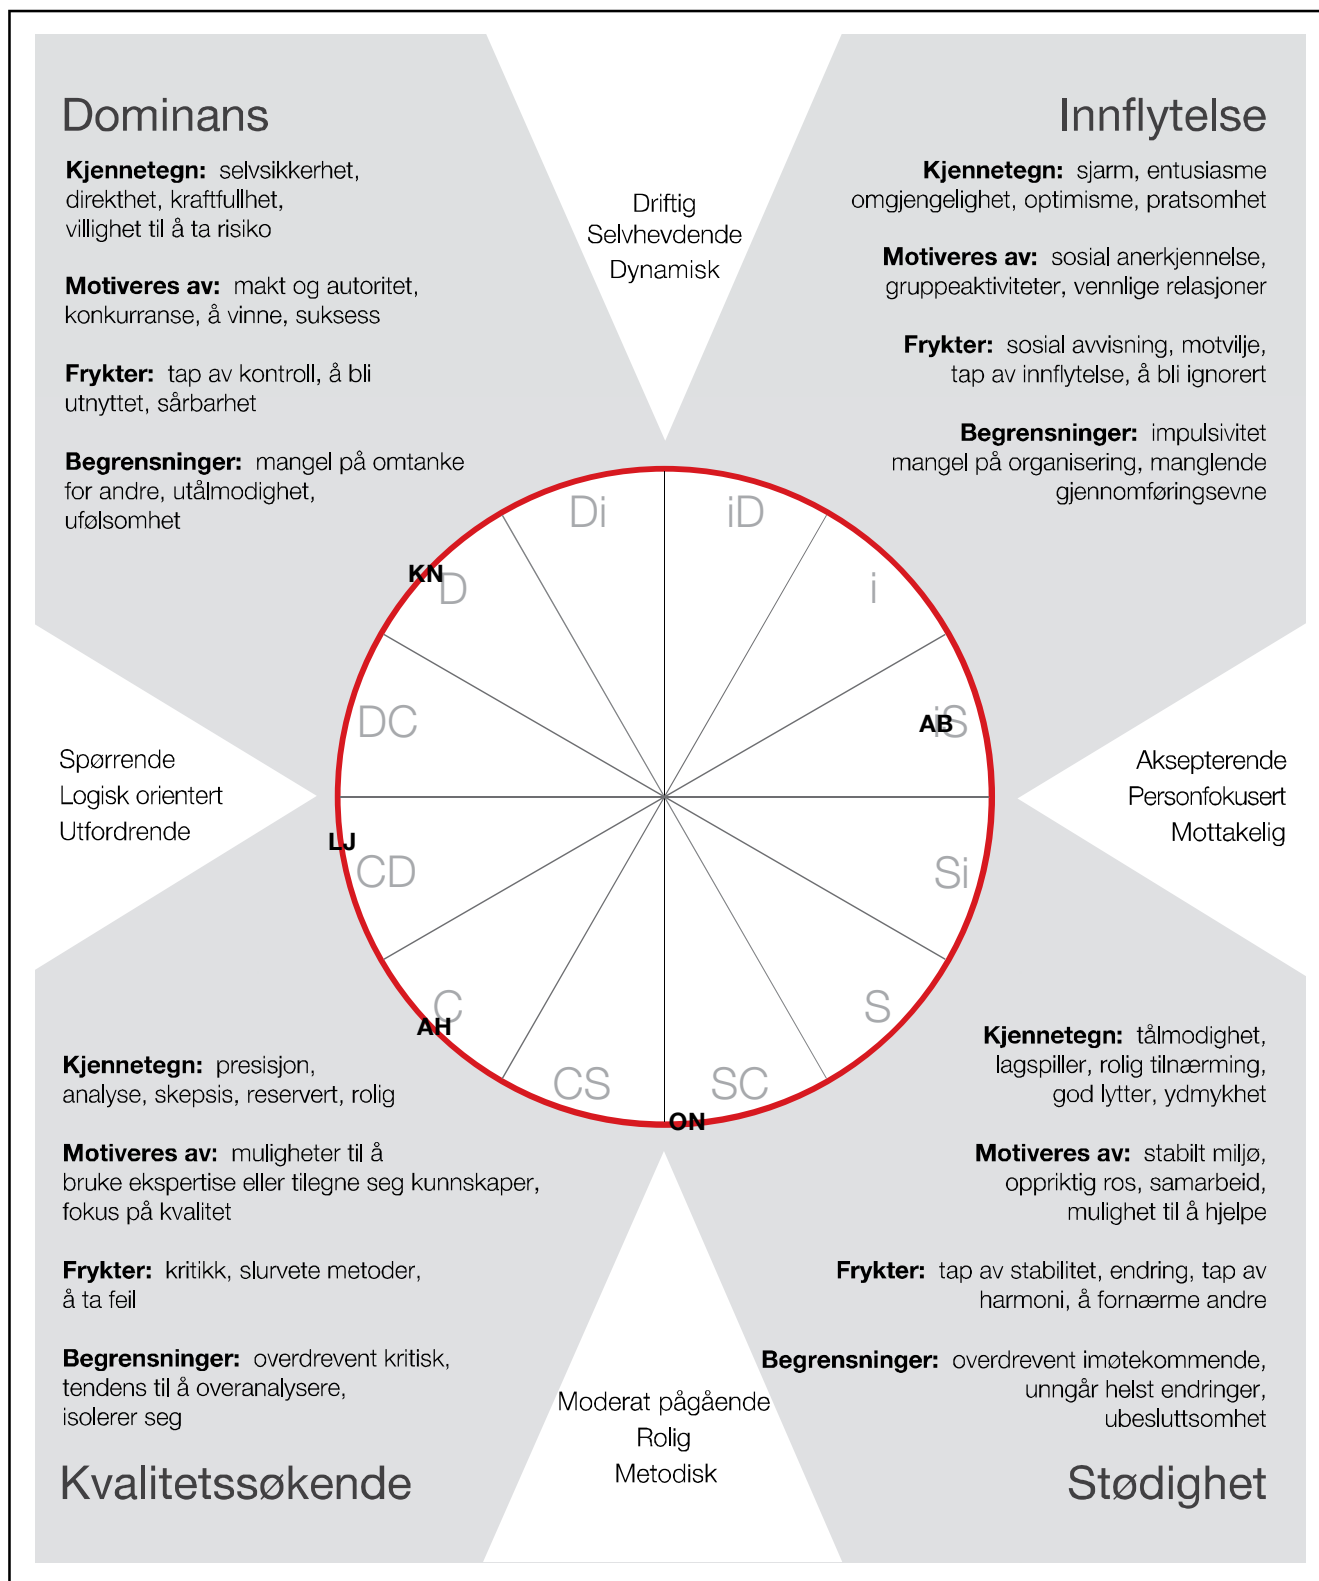 Dominans
Kjennetegn: selvsikkerhet,
direkthet, kraftfullhet,
villighet til å ta risiko
Motiveres av: makt og autoritet,
konkurranse, å vinne, suksess
Frykter: tap av kontroll, å bli
utnyttet, sårbarhet
Begrensninger: mangel på omtanke
for andre, utålmodighet,
ufølsomhet
Driftig
Selvhevdende
Dynamisk
Innflytelse
Kjennetegn: sjarm, entusiasme
omgjengelighet, optimisme, pratsomhet
Motiveres av: sosial anerkjennelse,
gruppeaktiviteter, vennlige relasjoner
Frykter: sosial avvisning, motvilje,
tap av innflytelse, å bli ignorert
Begrensninger: impulsivitet
mangel på organisering, manglende
gjennomføringsevne
Di
iD
KN
D
i
DC
AB
iS
Spørrende
Logisk orientert
Utfordrende
Aksepterende
Personfokusert
Mottakelig
LJ
CD
Si
C
AH
S
CS
SC
ON
Kjennetegn: presisjon,
analyse, skepsis, reservert, rolig
Motiveres av: muligheter til å
bruke ekspertise eller tilegne seg kunnskaper,
fokus på kvalitet
Frykter: kritikk, slurvete metoder,
å ta feil
Begrensninger: overdrevent kritisk,
tendens til å overanalysere,
isolerer seg
Kvalitetssøkende
Moderat pågående
Rolig
Metodisk
Kjennetegn: tålmodighet,
lagspiller, rolig tilnærming,
god lytter, ydmykhet
Motiveres av: stabilt miljø,
oppriktig ros, samarbeid,
mulighet til å hjelpe
Frykter: tap av stabilitet, endring, tap av
harmoni, å fornærme andre
Begrensninger: overdrevent imøtekommende,
unngår helst endringer,
ubesluttsomhet
Stødighet